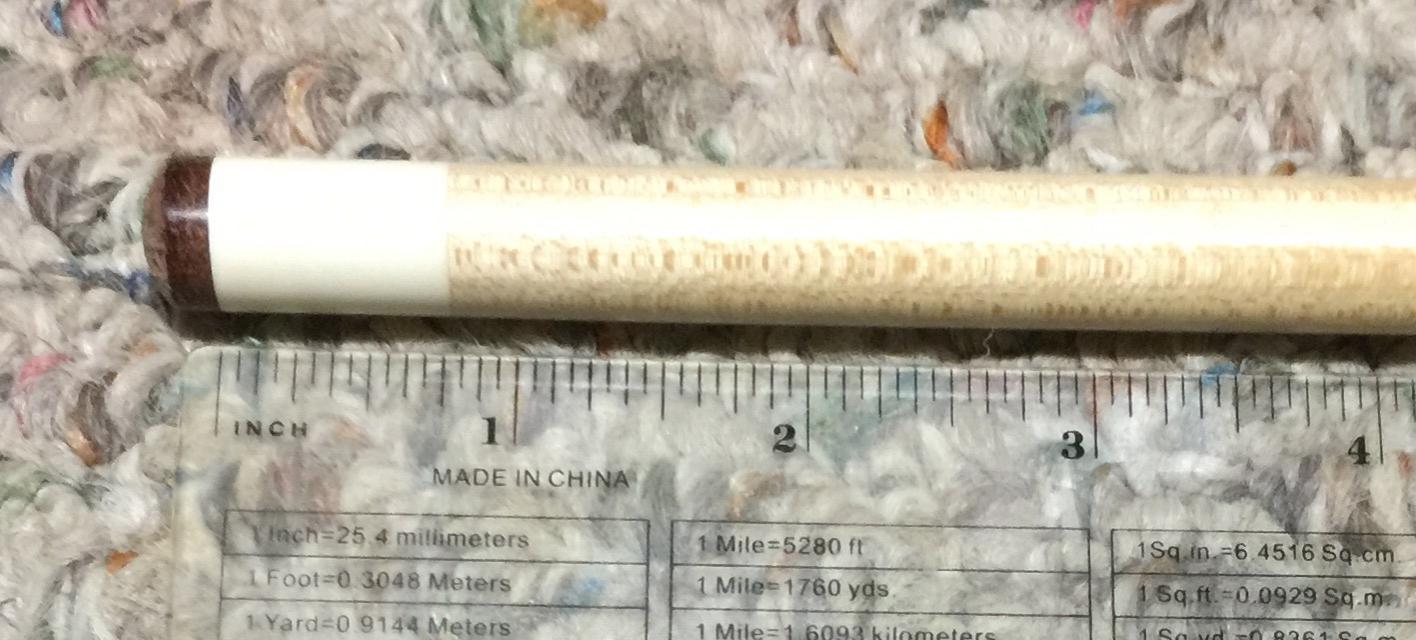 1 2 3 4
INCH
MADE IN CHINA
1 Inch=25.4 millimeters
1 Mile=5280 ft
1Sq.in.=6.4516 Sq.cm.
1 Foot=0.3048 Meters
1 Mile=1760 yds.
1 Sq.ft.=0.0929 Sq.m.
1 Yard=0.9144 Meters
1 Mile=1.6093 kilometers